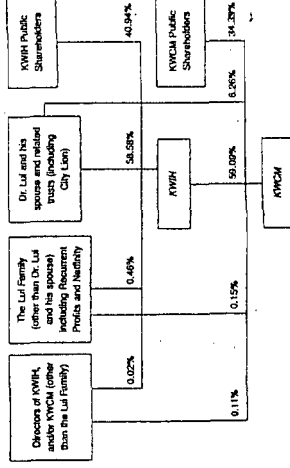 KWIH Public
Shareholders
Dr. Lui and his
spouse and related
trusts (including
City Lion)
The Lui Family
(other than Dr. Lui
and his spouse)
including Recurrent
Profits and Netfinity
Directors of KWIH,
and/or KWCM (other
than the Lui Family)
0.02%
0.46%
58.58%
40.94%
KWIH
KWCM Public
Shareholders
0.11%
0.15%
59.09%
6.26%
34.39%
KWCM